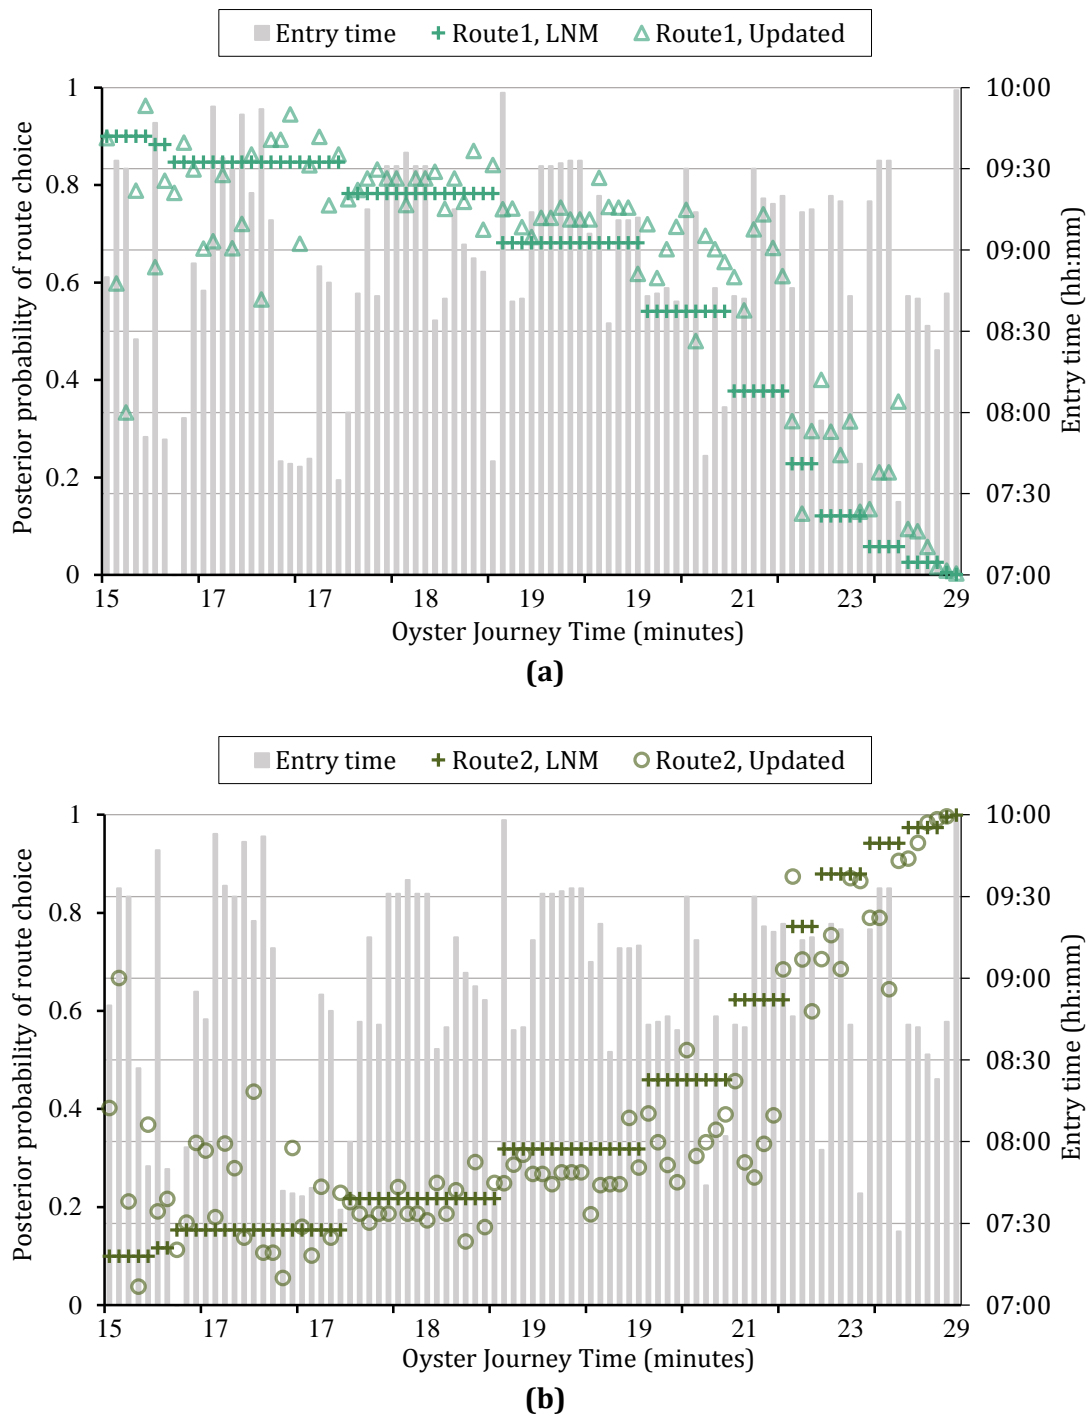 Entry time Route1, LNM Route1, Updated
Posterior probability of route choice
1
0.8
0.6
0.4
0.2
0
10:00
09:30
09:00
08:30
08:00
07:30
07:00
Entry time (hh:mm)
15 17 17 18 19 19 21 23 29
Oyster Journey Time (minutes)
(a)
Entry time Route2, LNM Route2, Updated
Posterior probability of route choice
1
0.8
0.6
0.4
0.2
0
10:00
09:30
09:00
08:30
08:00
07:30
07:00
Entry time (hh:mm)
15 17 17 18 19 19 21 23 29
Oyster Journey Time (minutes)
(b)